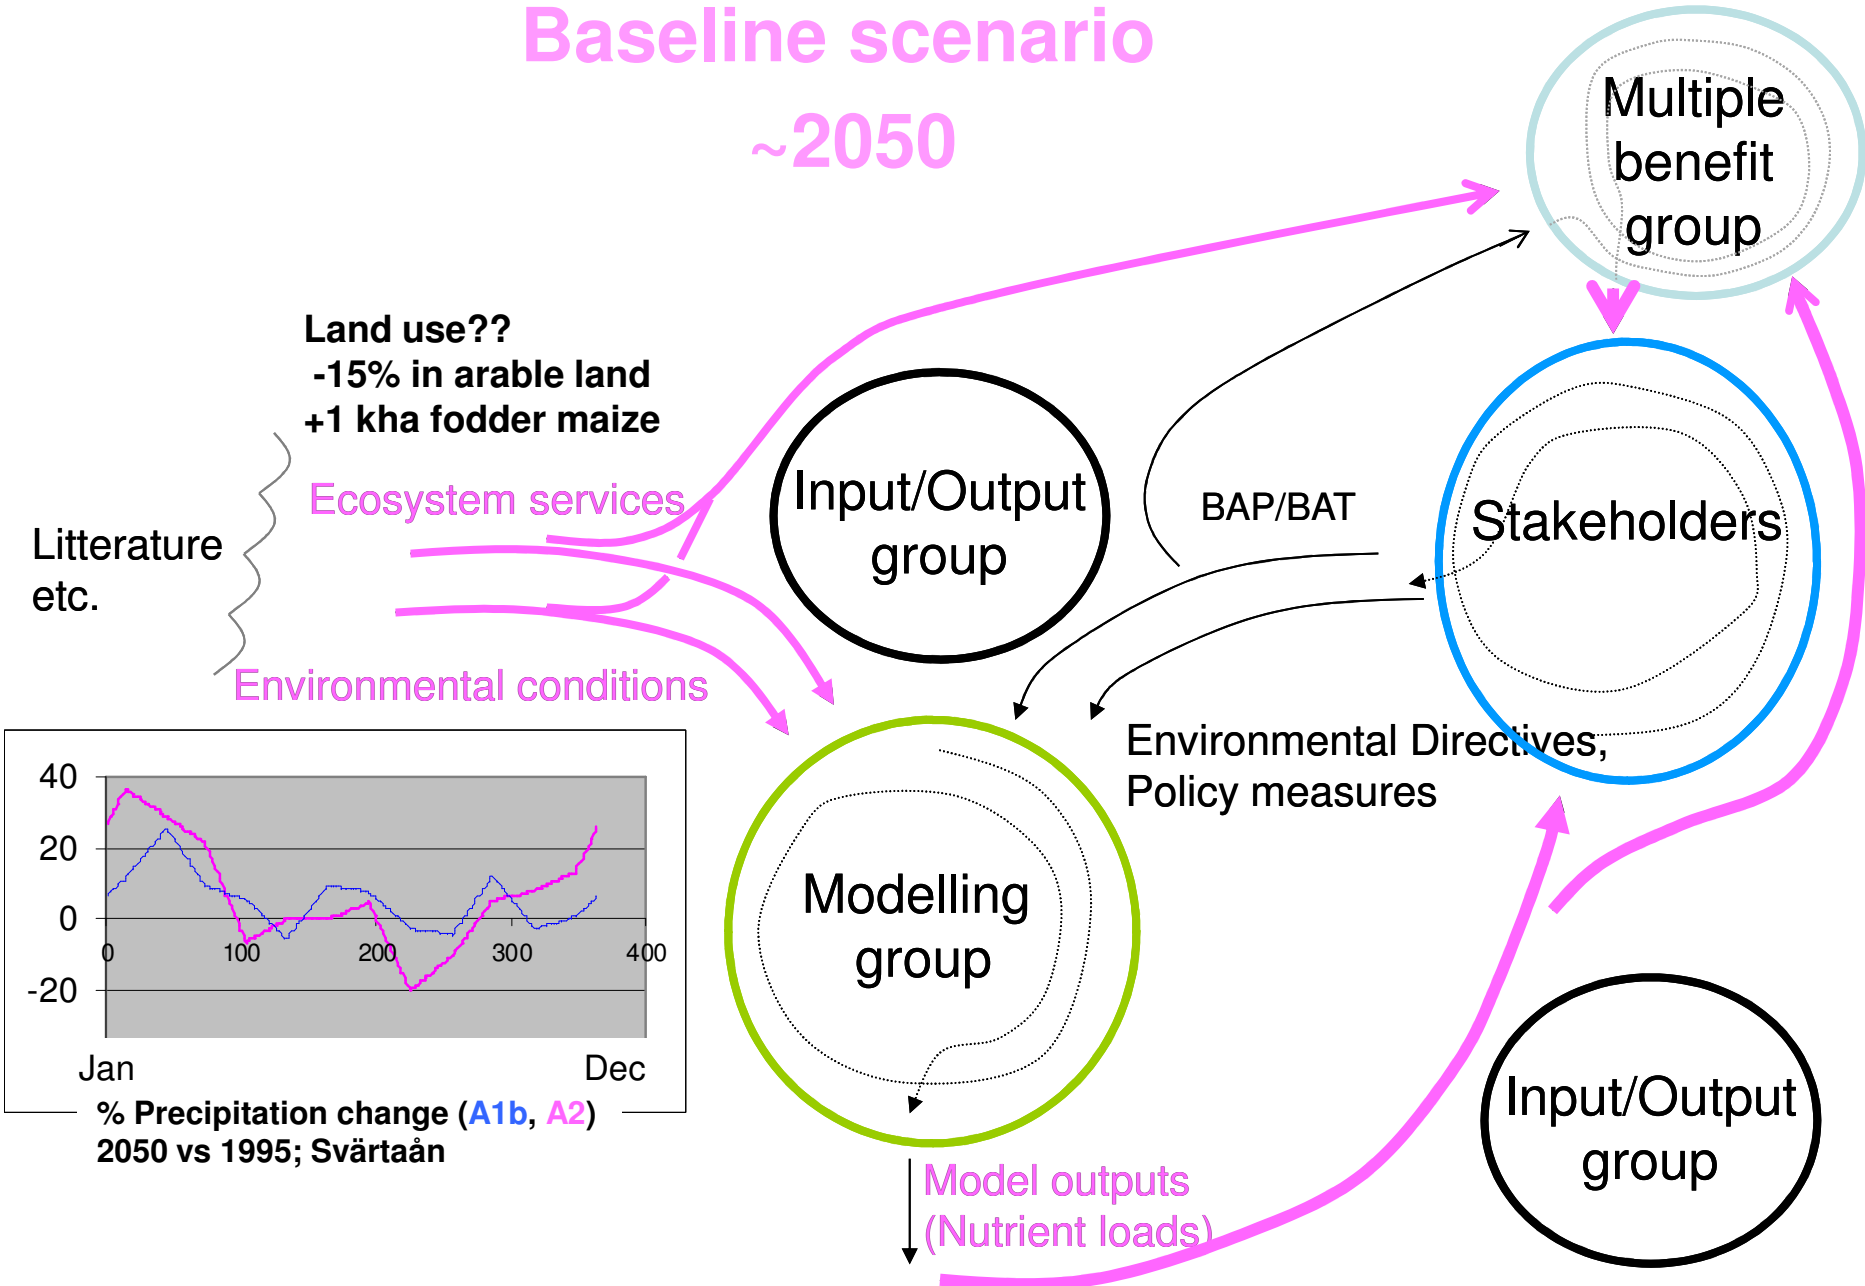 Baseline scenario
~2050
Multiple
benefit
group
Land use??
-15% in arable land
+1 kha fodder maize
Ecosystem services
Input/Output
group
BAP/BAT
Stakeholders
Litterature
etc.
Environmental conditions
Environmental Directives,
Policy measures
40
20
0
-20
0 100 200 300 400
Jan Dec
% Precipitation change (A1b, A2)
2050 vs 1995; Svärtaån
Modelling
group
Model outputs
(Nutrient loads)
Input/Output
group